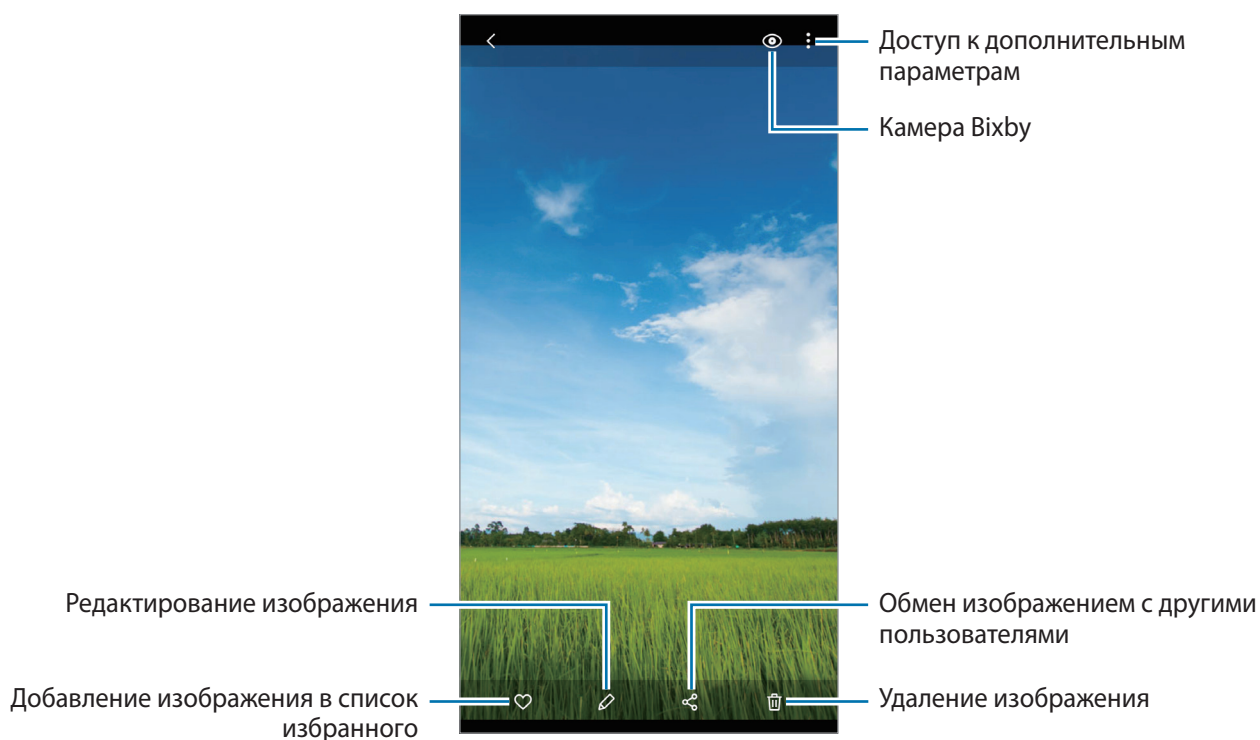 Доступ к дополнительным
параметрам
Камера Bixby
Редактирование изображения
Обмен изображением с другими
пользователями
Добавление изображения в список
избранного
Удаление изображения